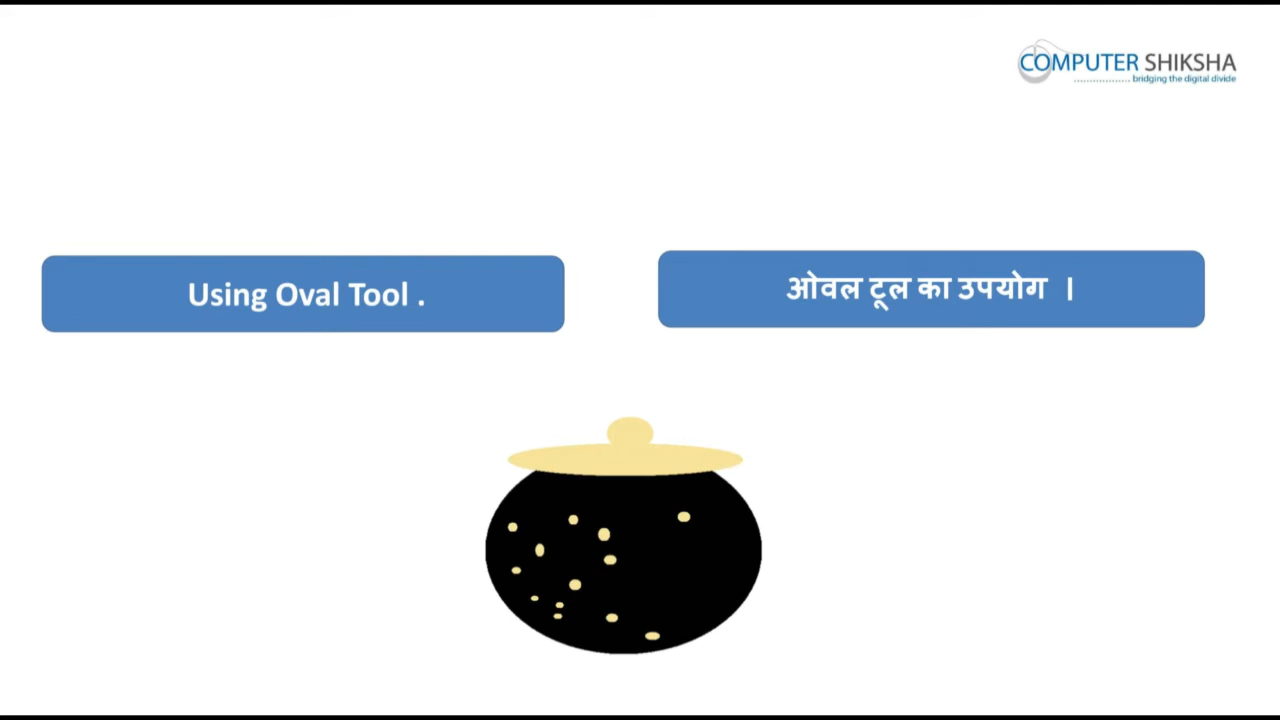 COMPUTER SHIKSHA
bridging the digital divide
Using Oval Tool .
ओवल टूल का उपयोग ।